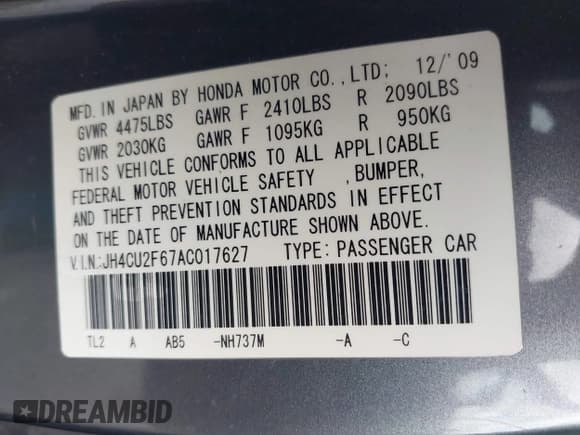 MFD. IN JAPAN BY HONDA MOTOR CO.,LTD; 12/'09
GVWR 4475LBS GAWR F 2410LBS R 2090LBS
GVWR 2030KG GAWR F 1095KG R 950KG
THIS VEHICLE CONFORMS TO ALL APPLICABLE
FEDERAL MOTOR VEHICLE SAFETY ,BUMPER,
AND THEFT PREVENTION STANDARDS IN EFFECT
ON THE DATE OF MANUFACTURE SHOWN ABOVE.
V.I.N.:JH4CU2F67AC017627 TYPE: PASSENGER CAR
TL2 A AB5 -NH737M -A -C
DREAMBID